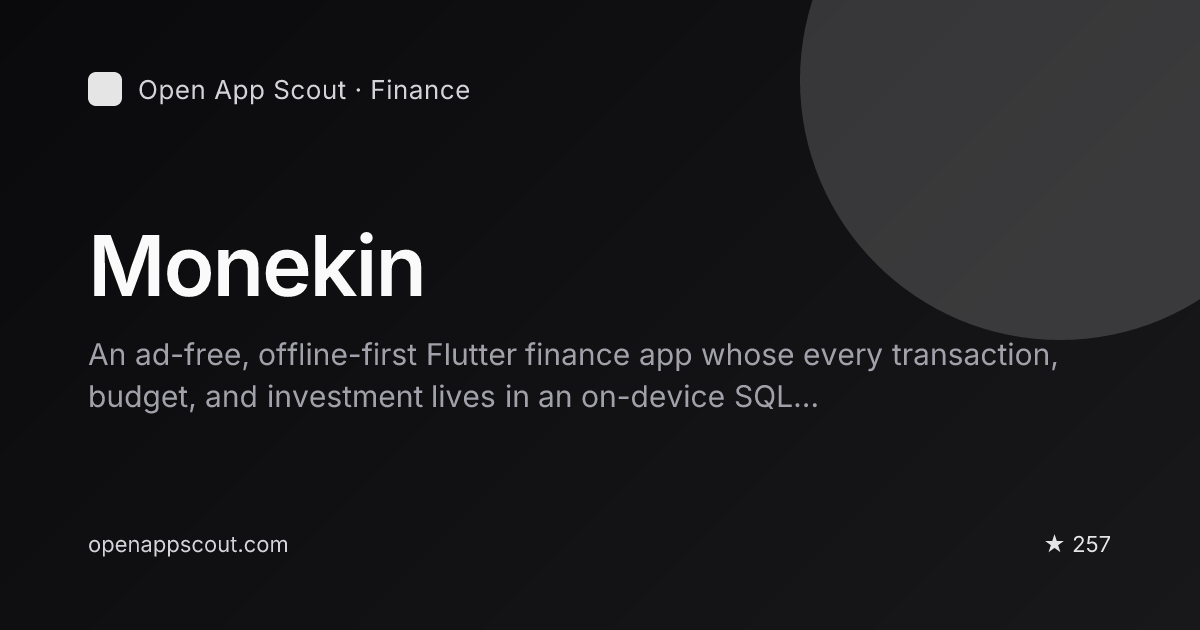 Open App Scout · Finance
Monekin
An ad-free, offline-first Flutter finance app whose every transaction,
budget, and investment lives in an on-device SQL...
openappscout.com
★ 257